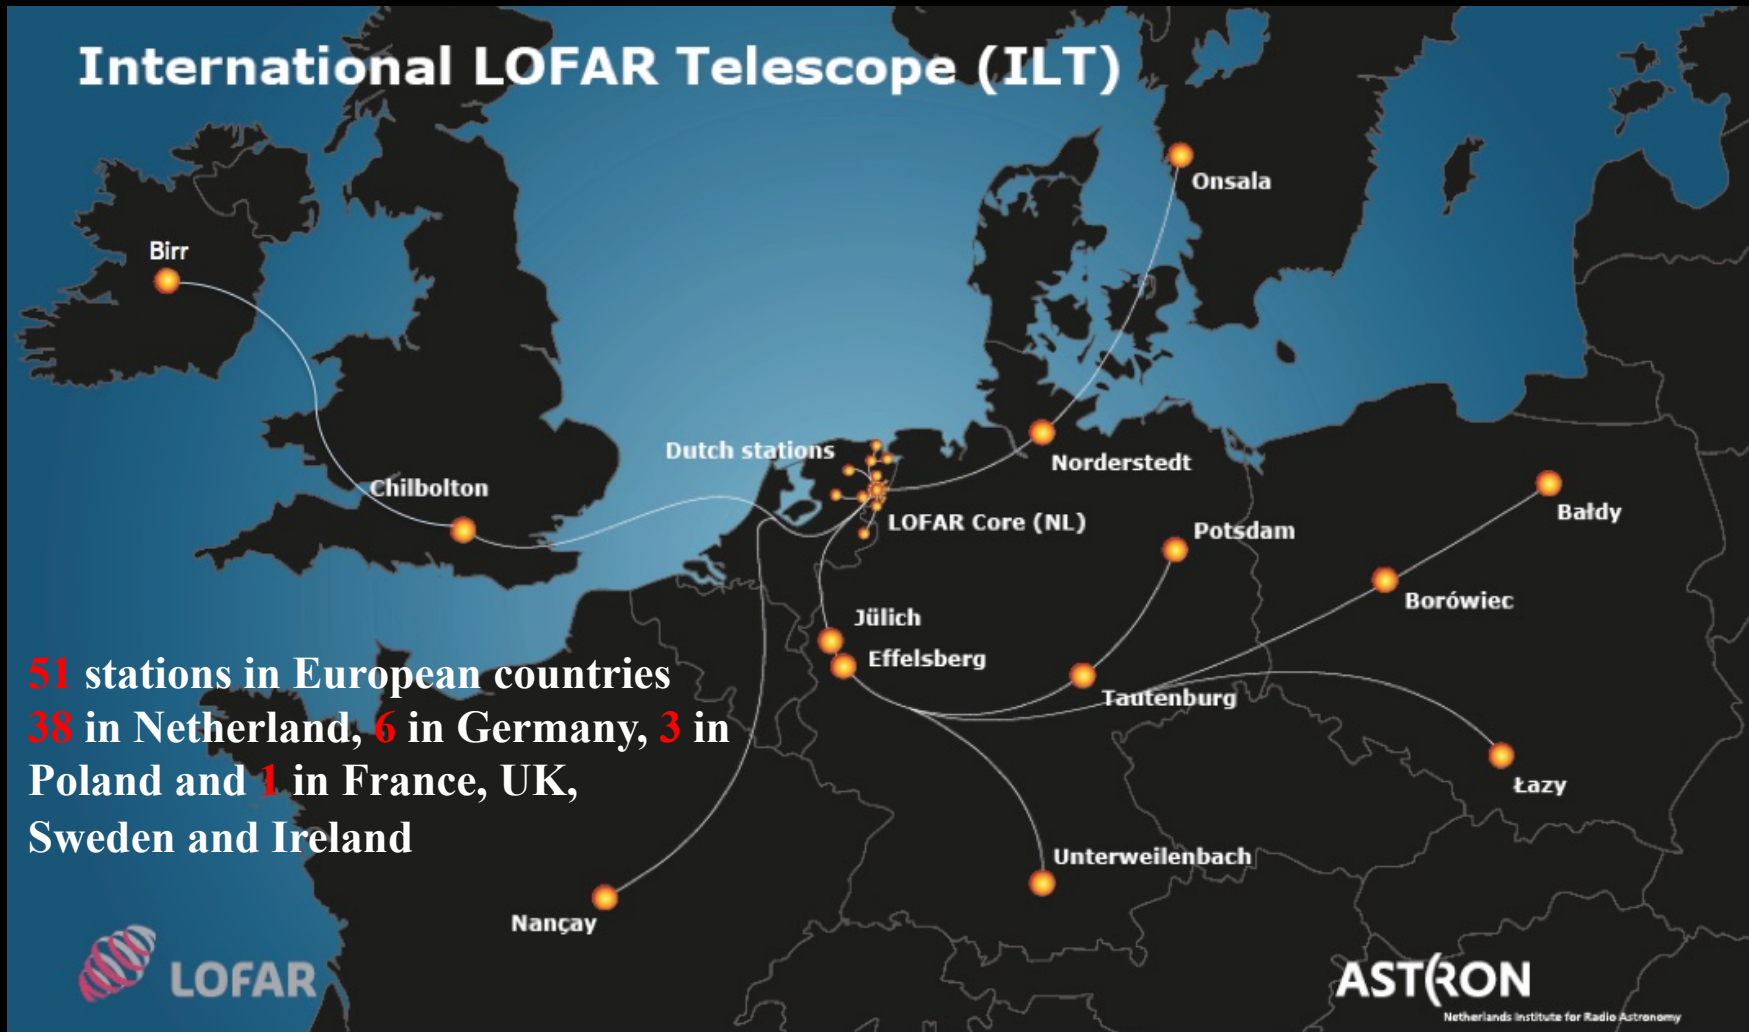 International LOFAR Telescope (ILT)
Onsala
Birr
Dutch stations
Norderstedt
Chilbolton
Bałdy
LOFAR Core (NL)
Potsdam
Borówiec
Jülich
Effelsberg
Tautenburg
51 stations in European countries
38 in Netherland, 6 in Germany, 3 in
Poland and 1 in France, UK,
Sweden and Ireland
Łazy
Unterweilenbach
Nançay
LOFAR
ASTRON
Netherlands Institute for Radio Astronomy